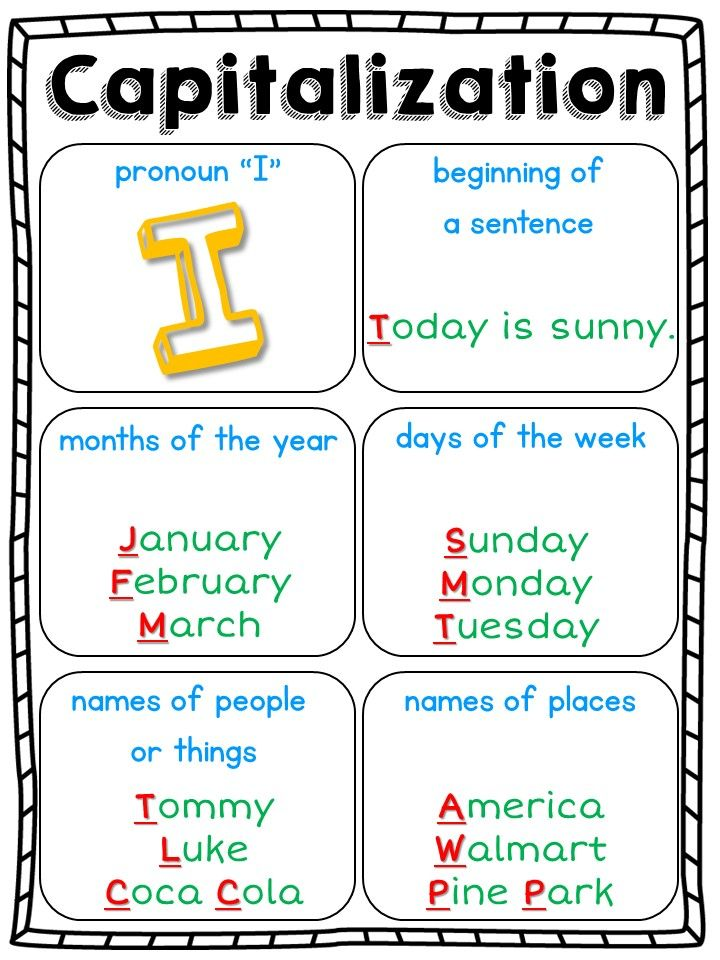 Capitalization
pronoun “I”
I
beginning of
a sentence
Today is sunny.
months of the year
January
February
March
days of the week
Sunday
Monday
Tuesday
names of people
or things
Tommy
Luke
Coca Cola
names of places
America
Walmart
Pine Park